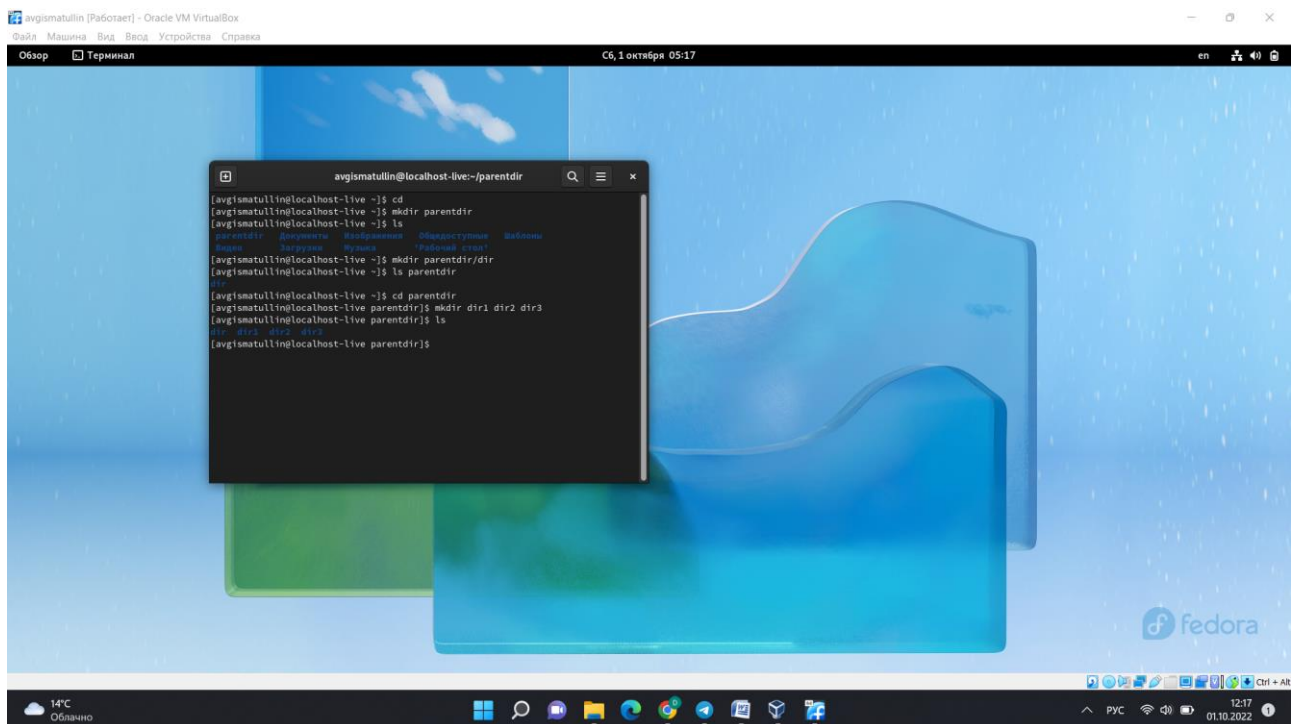 avgismatullin [Работает] - Oracle VM VirtualBox
Файл Машина Вид Ввод Устройства Справка
Обзор Терминал Сб, 1 октября 05:17 en
avgismatullin@localhost-live:~/parentdir
[avgismatullin@localhost-live ~]$ cd
[avgismatullin@localhost-live ~]$ mkdir parentdir
[avgismatullin@localhost-live ~]$ ls
parentdir Документы Изображения Общедоступные Шаблоны
Видео Загрузки Музыка 'Рабочий стол'
[avgismatullin@localhost-live ~]$ mkdir parentdir/dir
[avgismatullin@localhost-live ~]$ ls parentdir
dir
[avgismatullin@localhost-live ~]$ cd parentdir
[avgismatullin@localhost-live parentdir]$ mkdir dir1 dir2 dir3
[avgismatullin@localhost-live parentdir]$ ls
dir dir1 dir2 dir3
[avgismatullin@localhost-live parentdir]$
fedora
Ctrl + Alt
14°C
Облачно
РУС
12:17
01.10.2022
1